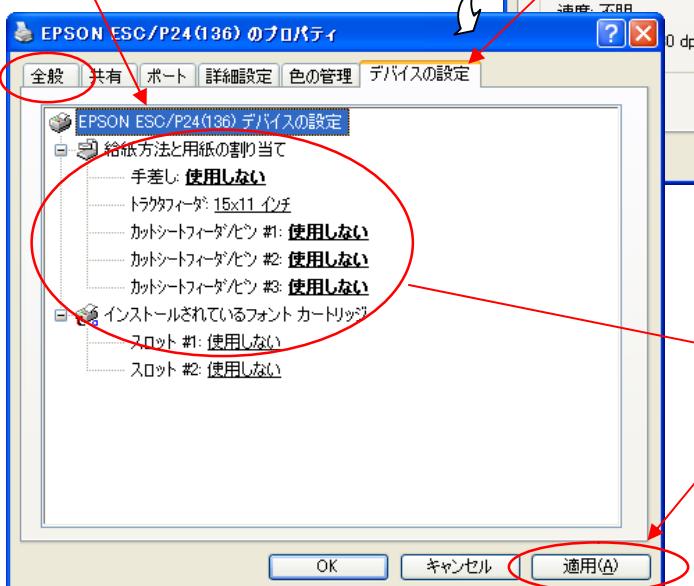 速度: 不明
EPSON ESC/P24(136) のプロパティ
0 dp
全般 共有 ポート 詳細設定 色の管理 デバイスの設定
EPSON ESC/P24(136) デバイスの設定
給紙方法と用紙の割り当て
手差し: 使用しない
トラクタフィーダ: 15x11 インチ
カットシートフィーダ/ビン #1: 使用しない
カットシートフィーダ/ビン #2: 使用しない
カットシートフィーダ/ビン #3: 使用しない
インストールされているフォント カートリッジ
スロット #1: 使用しない
スロット #2: 使用しない
OK キャンセル 適用(A)